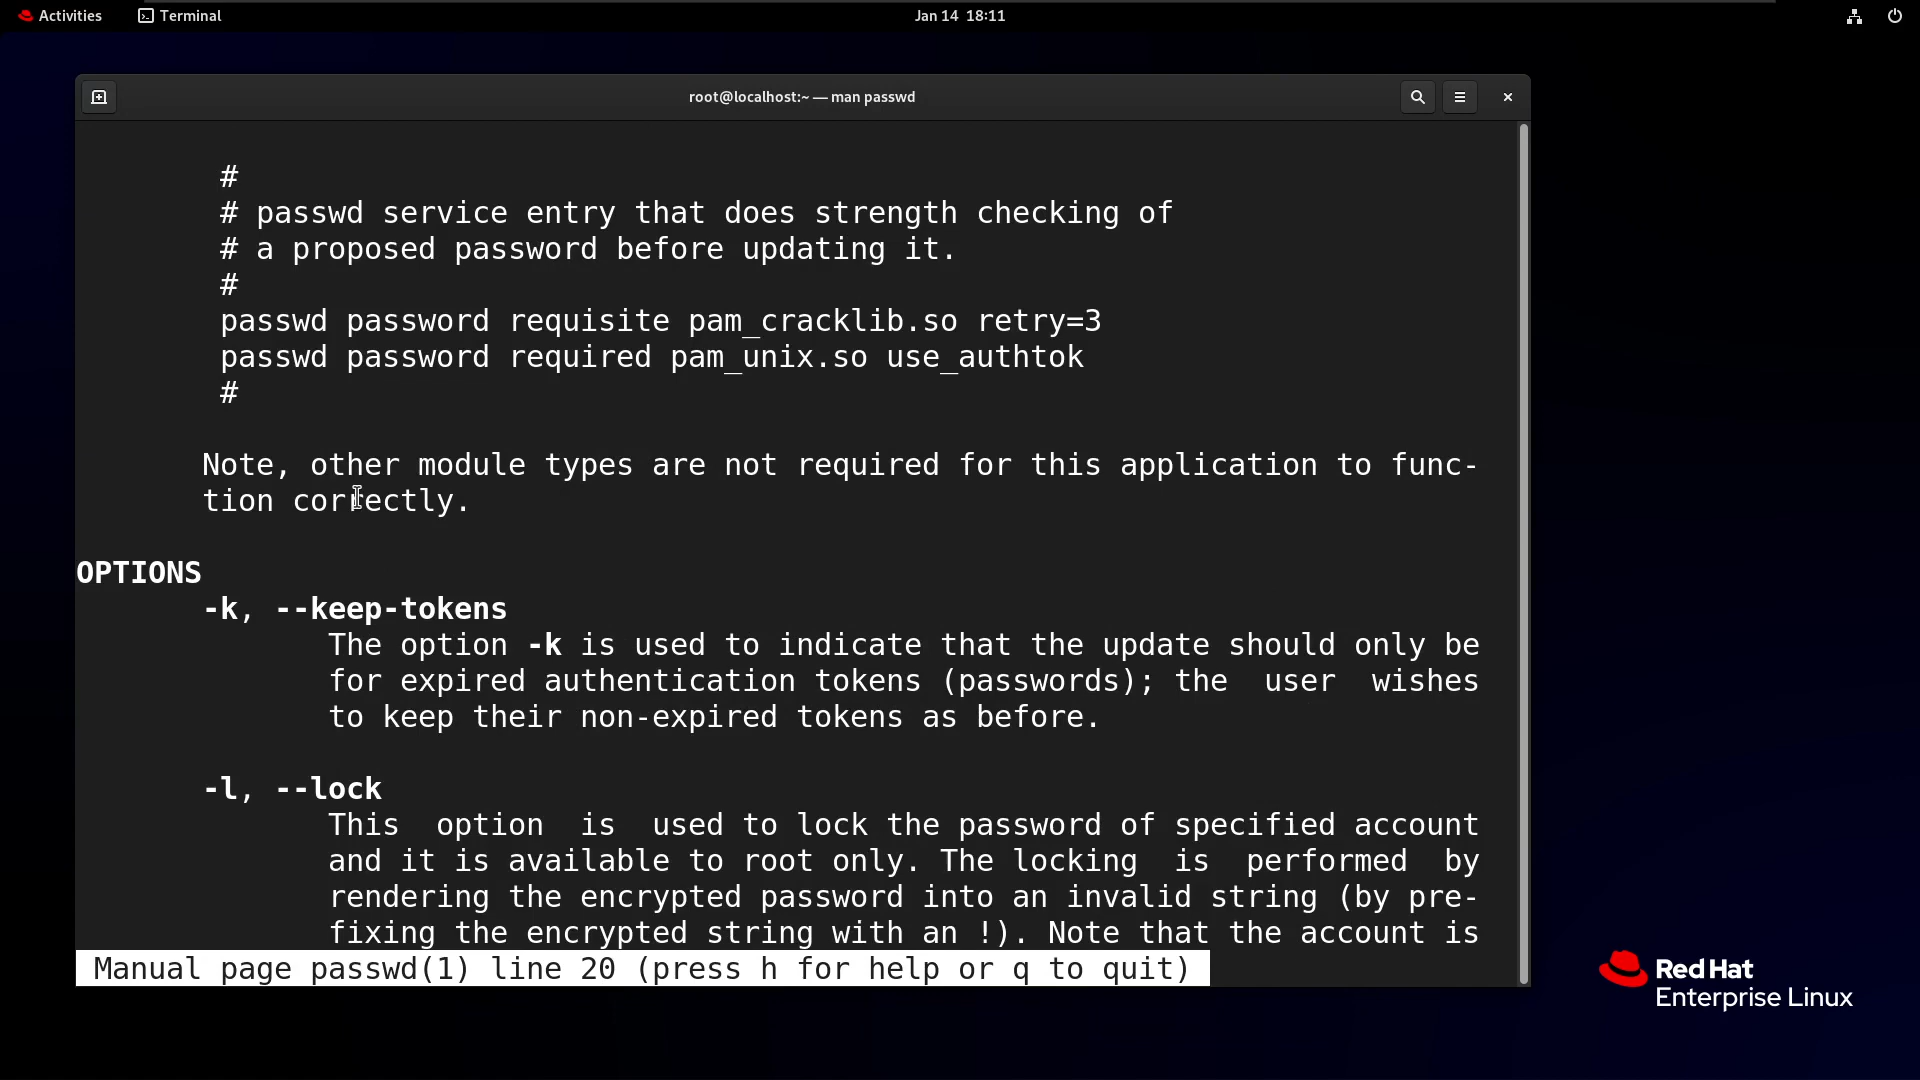 Activities Terminal Jan 14 18:11
root@localhost:~ — man passwd
#
# passwd service entry that does strength checking of
# a proposed password before updating it.
#
passwd password requisite pam_cracklib.so retry=3
passwd password required pam_unix.so use_authtok
#
Note, other module types are not required for this application to func-
tion correctly.
OPTIONS
-k, --keep-tokens
The option -k is used to indicate that the update should only be
for expired authentication tokens (passwords); the user wishes
to keep their non-expired tokens as before.
-l, --lock
This option is used to lock the password of specified account
and it is available to root only. The locking is performed by
rendering the encrypted password into an invalid string (by pre-
fixing the encrypted string with an !). Note that the account is
Manual page passwd(1) line 20 (press h for help or q to quit)
Red Hat
Enterprise Linux